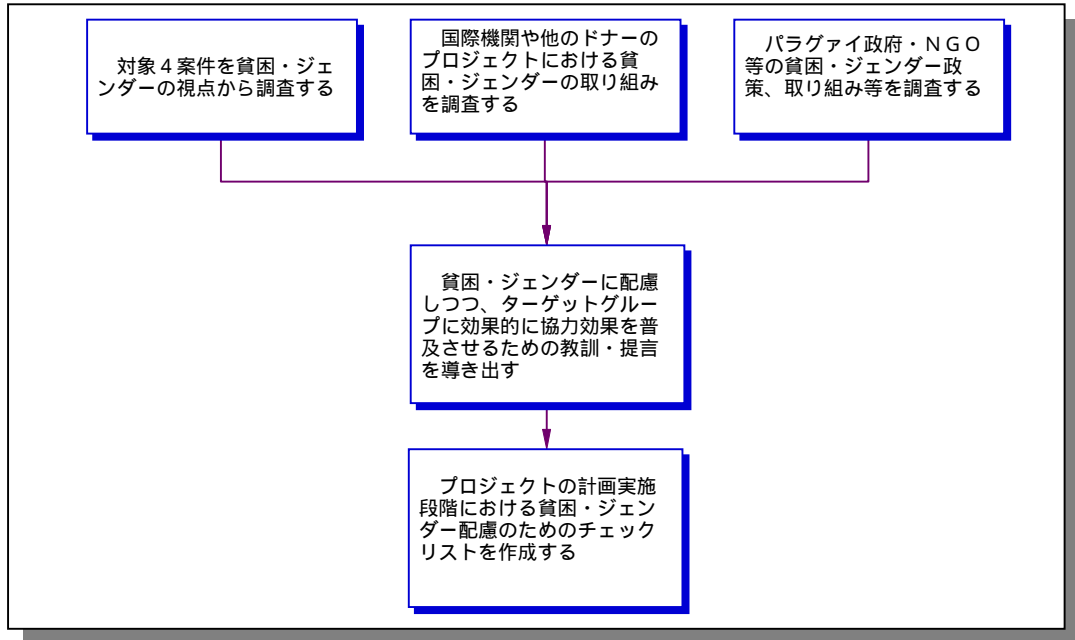 対象４案件を貧困・ジェ
ンダーの視点から調査する
国際機関や他のドナーの
プロジェクトにおける貧
困・ジェンダーの取り組み
を調査する
パラグァイ政府・ＮＧＯ
等の貧困・ジェンダー政
策、取り組み等を調査する
貧困・ジェンダーに配慮
しつつ、ターゲットグルー
プに効果的に協力効果を普
及させるための教訓・提言
を導き出す
プロジェクトの計画実施
段階における貧困・ジェン
ダー配慮のためのチェック
リストを作成する